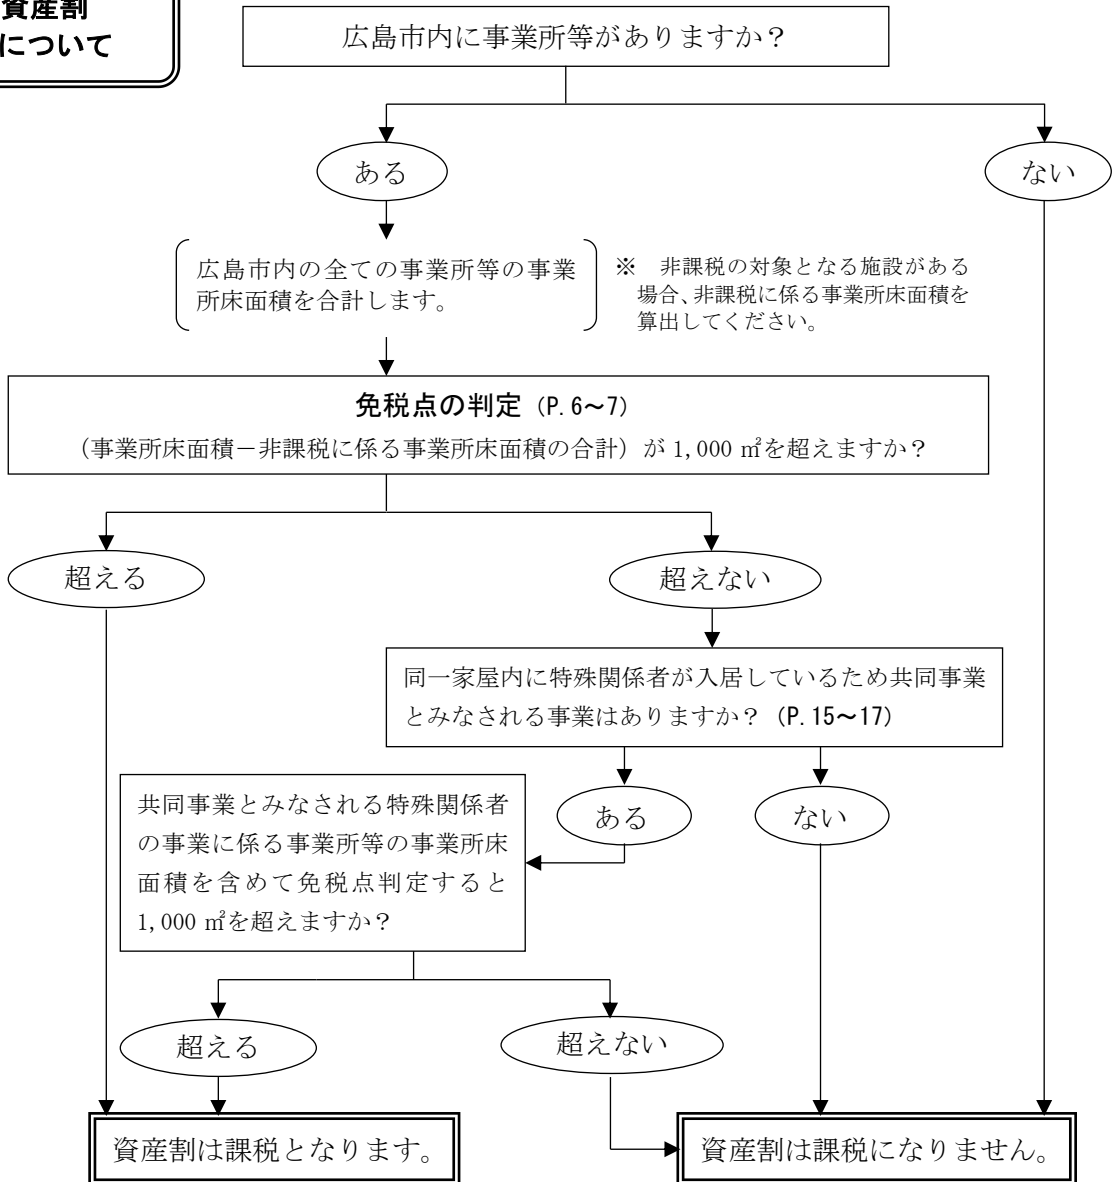 資産割
について
広島市内に事業所等がありますか？
ある
ない
広島市内の全ての事業所等の事業
所床面積を合計します。
※　非課税の対象となる施設がある
場合、非課税に係る事業所床面積を
算出してください。
免税点の判定（P.6～7）
（事業所床面積－非課税に係る事業所床面積の合計）が 1,000 ㎡を超えますか？
超える
超えない
同一家屋内に特殊関係者が入居しているため共同事業
とみなされる事業はありますか？（P.15～17）
ある
ない
共同事業とみなされる特殊関係者
の事業に係る事業所等の事業所床
面積を含めて免税点判定すると
1,000 ㎡を超えますか？
超える
超えない
資産割は課税となります。
資産割は課税になりません。